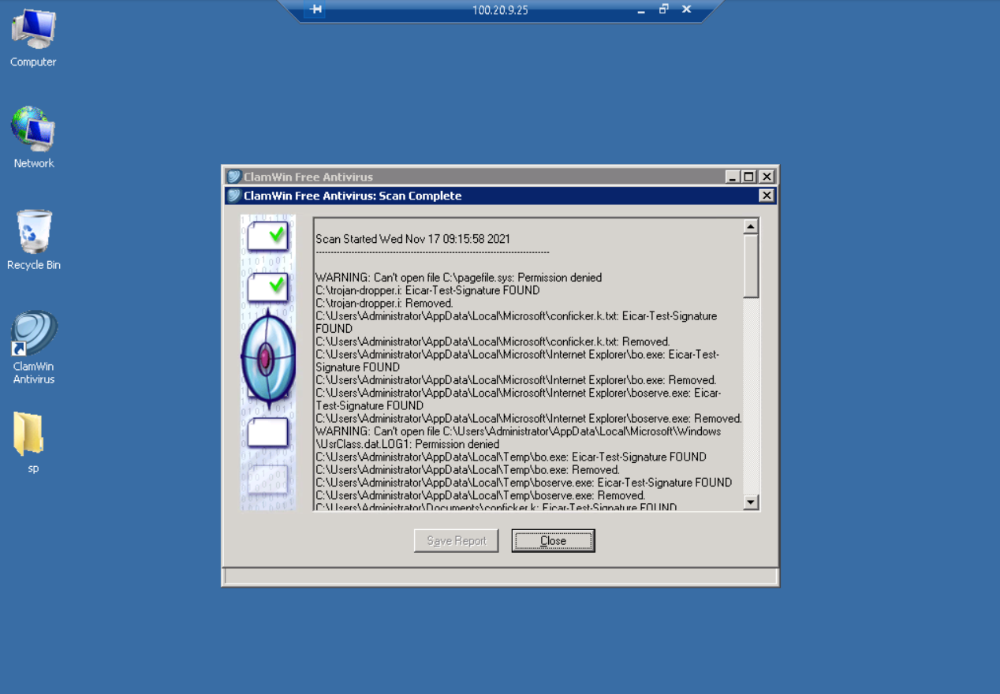 100.20.9.25
Computer
Network
Recycle Bin
ClamWin
Antivirus
sp
ClamWin Free Antivirus
ClamWin Free Antivirus: Scan Complete
Scan Started Wed Nov 17 09:15:58 2021
-------------------------------------------------------------------------------
WARNING: Can't open file C:\pagefile.sys: Permission denied
C:\trojan-dropper.i: Eicar-Test-Signature FOUND
C:\trojan-dropper.i: Removed.
C:\Users\Administrator\AppData\Local\Microsoft\conficker.k.txt: Eicar-Test-Signature
FOUND
C:\Users\Administrator\AppData\Local\Microsoft\conficker.k.txt: Removed.
C:\Users\Administrator\AppData\Local\Microsoft\Internet Explorer\bo.exe: Eicar-Test-
Signature FOUND
C:\Users\Administrator\AppData\Local\Microsoft\Internet Explorer\bo.exe: Removed.
C:\Users\Administrator\AppData\Local\Microsoft\Internet Explorer\boserve.exe: Eicar-
Test-Signature FOUND
C:\Users\Administrator\AppData\Local\Microsoft\Internet Explorer\boserve.exe: Removed.
WARNING: Can't open file C:\Users\Administrator\AppData\Local\Microsoft\Windows
\UsrClass.dat.LOG1: Permission denied
C:\Users\Administrator\AppData\Local\Temp\bo.exe: Eicar-Test-Signature FOUND
C:\Users\Administrator\AppData\Local\Temp\bo.exe: Removed.
C:\Users\Administrator\AppData\Local\Temp\boserve.exe: Eicar-Test-Signature FOUND
C:\Users\Administrator\AppData\Local\Temp\boserve.exe: Removed.
C:\Users\Administrator\Documents\conficker.k: Eicar-Test-Signature FOUND
Save Report
Close